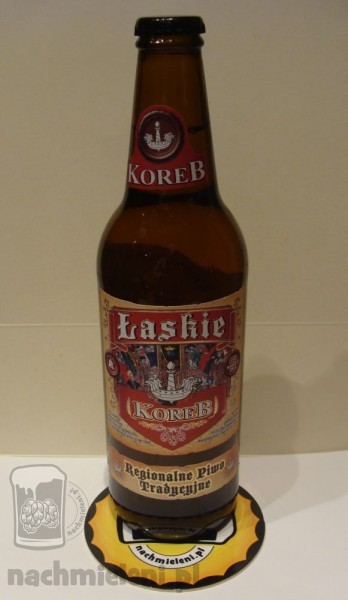 KOREB
Łaskie
KOREB
Regionalne Piwo
Tradycyjne
nachmieleni.pl
nachmieleni.pl